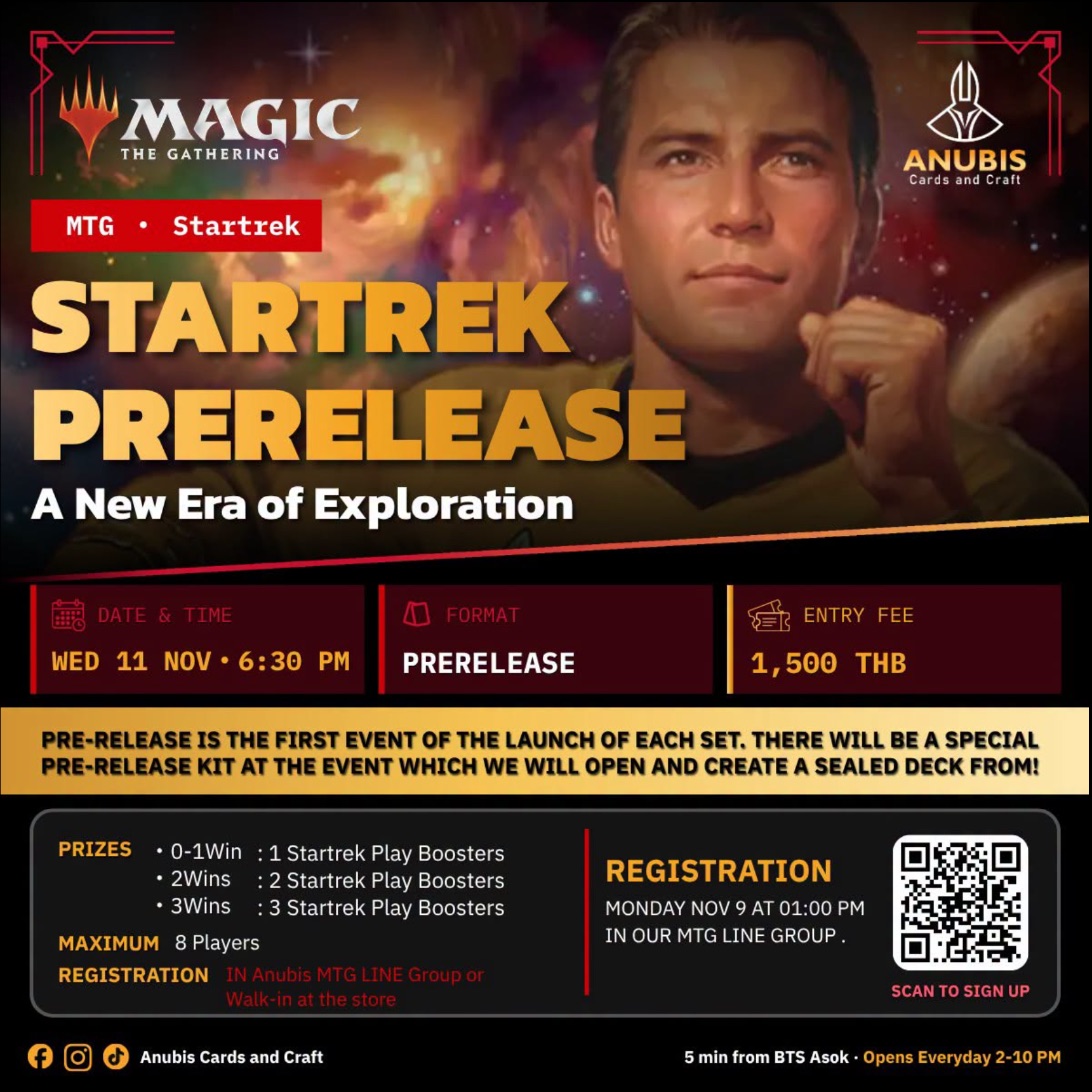 MAGIC
THE GATHERING
ANUBIS
Cards and Craft
MTG • Startrek
STARTREK
PRERELEASE
A New Era of Exploration
DATE & TIME
WED 11 NOV • 6:30 PM
FORMAT
PRERELEASE
ENTRY FEE
1,500 THB
PRE-RELEASE IS THE FIRST EVENT OF THE LAUNCH OF EACH SET. THERE WILL BE A SPECIAL
PRE-RELEASE KIT AT THE EVENT WHICH WE WILL OPEN AND CREATE A SEALED DECK FROM!
PRIZES • 0-1Win : 1 Startrek Play Boosters
• 2Wins : 2 Startrek Play Boosters
• 3Wins : 3 Startrek Play Boosters
MAXIMUM 8 Players
REGISTRATION IN Anubis MTG LINE Group or
Walk-in at the store
REGISTRATION
MONDAY NOV 9 AT 01:00 PM
IN OUR MTG LINE GROUP .
SCAN TO SIGN UP
Anubis Cards and Craft
5 min from BTS Asok · Opens Everyday 2-10 PM